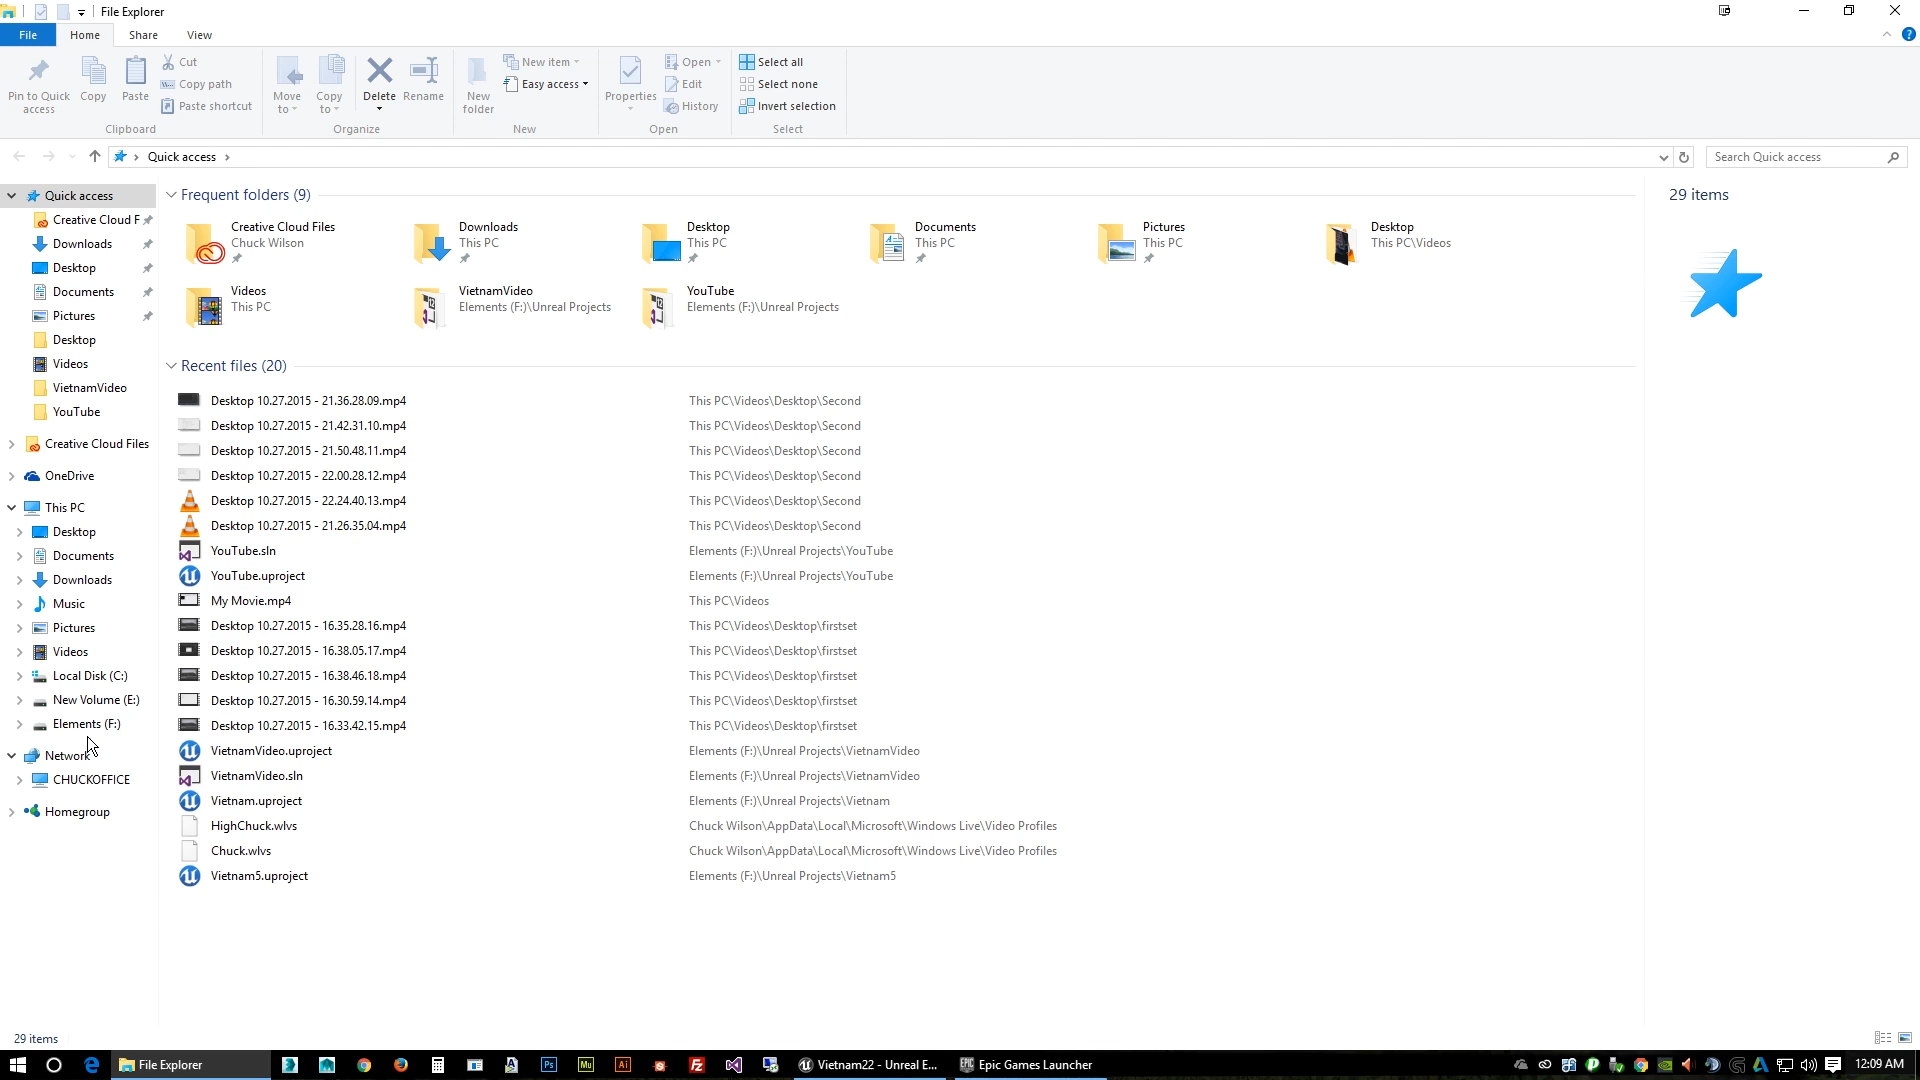 File Explorer
File Home Share View
Pin to Quick access
Copy
Paste
Cut
Copy path
Paste shortcut
Clipboard
Move to
Copy to
Delete
Rename
Organize
New folder
New item
Easy access
New
Properties
Open
Edit
History
Open
Select all
Select none
Invert selection
Select
Quick access
Search Quick access
Quick access
Creative Cloud F
Downloads
Desktop
Documents
Pictures
Desktop
Videos
VietnamVideo
YouTube
Creative Cloud Files
OneDrive
This PC
Desktop
Documents
Downloads
Music
Pictures
Videos
Local Disk (C:)
New Volume (E:)
Elements (F:)
Network
CHUCKOFFICE
Homegroup
Frequent folders (9)
Creative Cloud Files
Chuck Wilson
Downloads
This PC
Desktop
This PC
Documents
This PC
Pictures
This PC
Desktop
This PC\Videos
Videos
This PC
VietnamVideo
Elements (F:)\Unreal Projects
YouTube
Elements (F:)\Unreal Projects
Recent files (20)
Desktop 10.27.2015 - 21.36.28.09.mp4 This PC\Videos\Desktop\Second
Desktop 10.27.2015 - 21.42.31.10.mp4 This PC\Videos\Desktop\Second
Desktop 10.27.2015 - 21.50.48.11.mp4 This PC\Videos\Desktop\Second
Desktop 10.27.2015 - 22.00.28.12.mp4 This PC\Videos\Desktop\Second
Desktop 10.27.2015 - 22.24.40.13.mp4 This PC\Videos\Desktop\Second
Desktop 10.27.2015 - 21.26.35.04.mp4 This PC\Videos\Desktop\Second
YouTube.sln Elements (F:)\Unreal Projects\YouTube
YouTube.uproject Elements (F:)\Unreal Projects\YouTube
My Movie.mp4 This PC\Videos
Desktop 10.27.2015 - 16.35.28.16.mp4 This PC\Videos\Desktop\firstset
Desktop 10.27.2015 - 16.38.05.17.mp4 This PC\Videos\Desktop\firstset
Desktop 10.27.2015 - 16.38.46.18.mp4 This PC\Videos\Desktop\firstset
Desktop 10.27.2015 - 16.30.59.14.mp4 This PC\Videos\Desktop\firstset
Desktop 10.27.2015 - 16.33.42.15.mp4 This PC\Videos\Desktop\firstset
VietnamVideo.uproject Elements (F:)\Unreal Projects\VietnamVideo
VietnamVideo.sln Elements (F:)\Unreal Projects\VietnamVideo
Vietnam.uproject Elements (F:)\Unreal Projects\Vietnam
HighChuck.wlvs Chuck Wilson\AppData\Local\Microsoft\Windows Live\Video Profiles
Chuck.wlvs Chuck Wilson\AppData\Local\Microsoft\Windows Live\Video Profiles
Vietnam5.uproject Elements (F:)\Unreal Projects\Vietnam5
29 items
29 items
File Explorer
Ps
Mu
Ai
Fz
Vietnam22 - Unreal E...
EPIC
Epic Games Launcher
12:09 AM